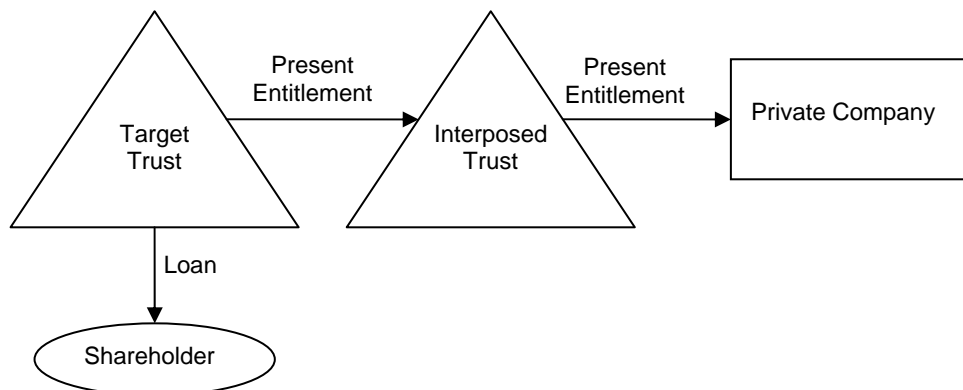 Present
Entitlement
Present
Entitlement
Private Company
Target
Trust
Interposed
Trust
Loan
Shareholder